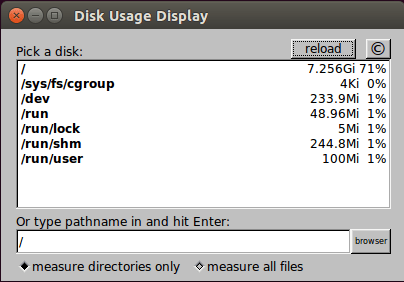 Disk Usage Display
Pick a disk: reload ©
/ 7.256Gi 71%
/sys/fs/cgroup 4Ki 0%
/dev 233.9Mi 1%
/run 48.96Mi 1%
/run/lock 5Mi 1%
/run/shm 244.8Mi 1%
/run/user 100Mi 1%
Or type pathname in and hit Enter:
/ browser
measure directories only measure all files